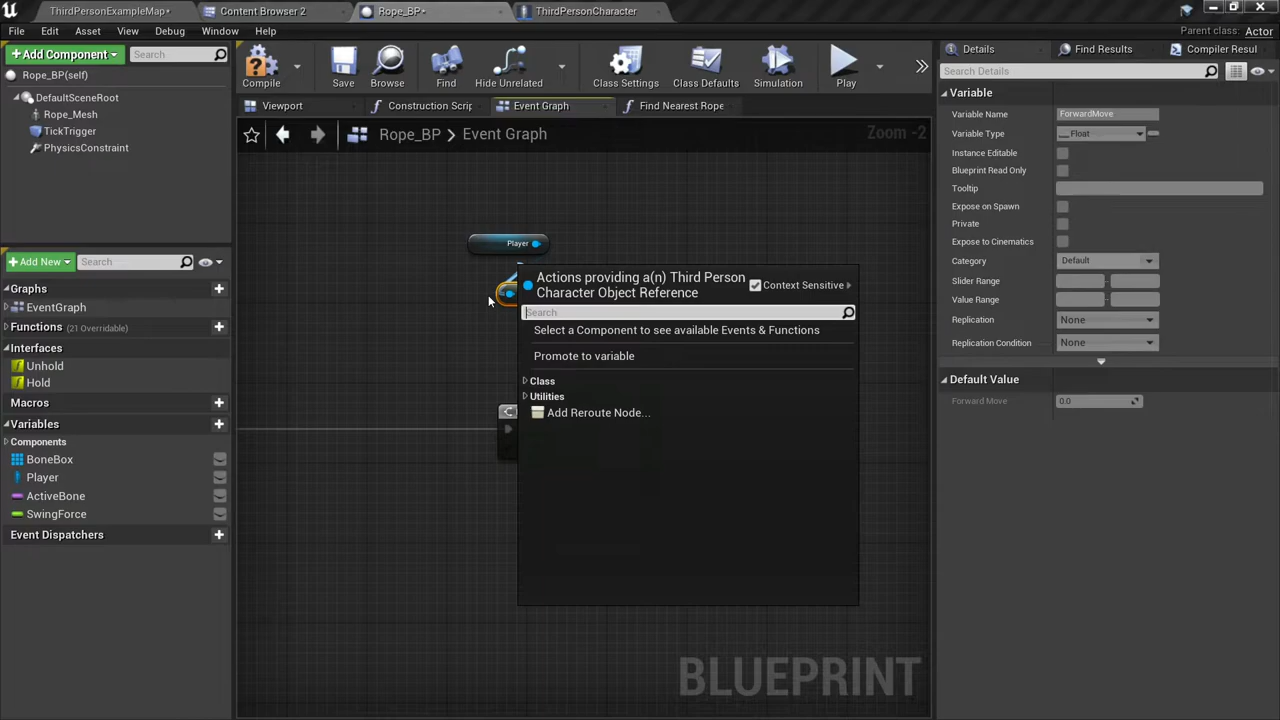 ThirdPersonExampleMap•
Content Browser 2
Rope_BP•
ThirdPersonCharacter
File
Edit
Asset
View
Debug
Window
Help
Parent class: Actor
Add Component
Search
Compile
Save
Browse
Find
Hide Unrelated
Class Settings
Class Defaults
Simulation
Play
Details
Find Results
Compiler Resul
Rope_BP(self)
DefaultSceneRoot
Rope_Mesh
TickTrigger
PhysicsConstraint
Viewport
Construction Scrip
Event Graph
Find Nearest Rope
Rope_BP > Event Graph
Zoom -2
Player
Actions providing a(n) Third Person
Character Object Reference
Context Sensitive
Search
Select a Component to see available Events & Functions
Promote to variable
Class
Utilities
Add Reroute Node...
BLUEPRINT
Add New
Search
Graphs
EventGraph
Functions (21 Overridable)
Interfaces
Unhold
Hold
Macros
Variables
Components
BoneBox
Player
ActiveBone
SwingForce
Event Dispatchers
Search Details
Variable
Variable Name ForwardMove
Variable Type Float
Instance Editable
Blueprint Read Only
Tooltip
Expose on Spawn
Private
Expose to Cinematics
Category Default
Slider Range
Value Range
Replication None
Replication Condition None
Default Value
Forward Move 0.0